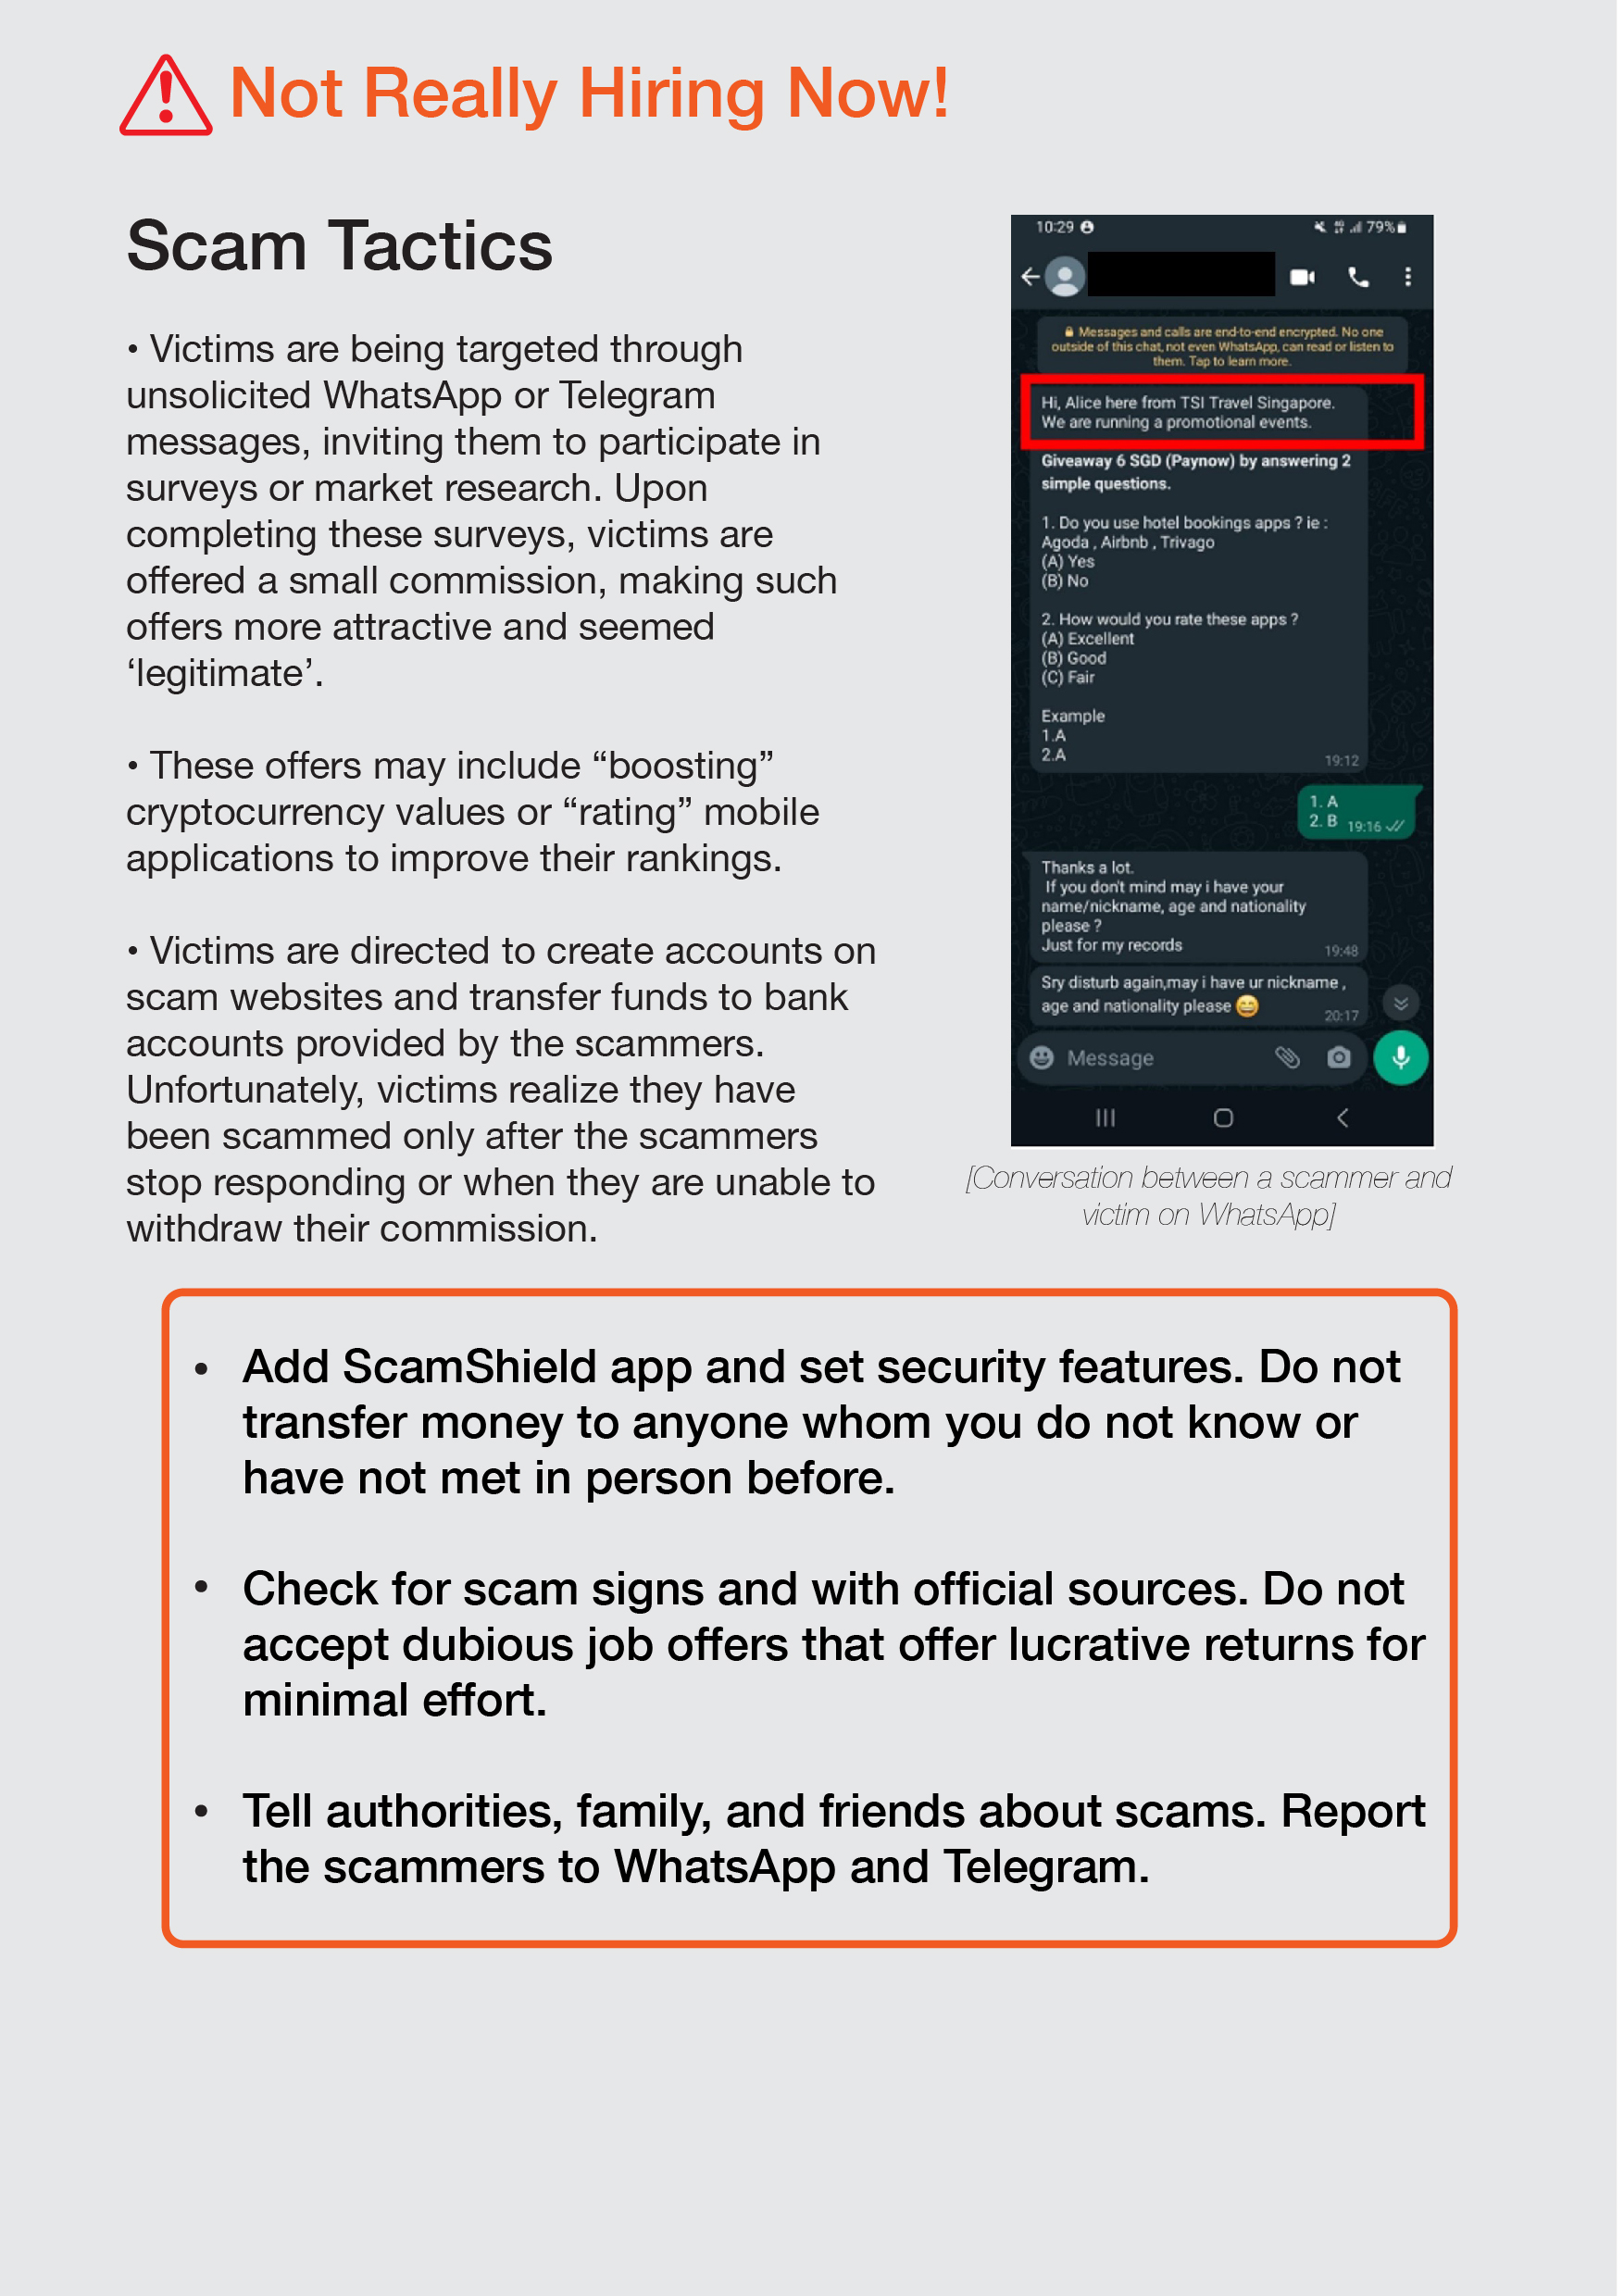 Not Really Hiring Now!
Scam Tactics
• Victims are being targeted through
unsolicited WhatsApp or Telegram
messages, inviting them to participate in
surveys or market research. Upon
completing these surveys, victims are
offered a small commission, making such
offers more attractive and seemed
‘legitimate’.
• These offers may include “boosting”
cryptocurrency values or “rating” mobile
applications to improve their rankings.
• Victims are directed to create accounts on
scam websites and transfer funds to bank
accounts provided by the scammers.
Unfortunately, victims realize they have
been scammed only after the scammers
stop responding or when they are unable to
withdraw their commission.
10:29
79%
Messages and calls are end-to-end encrypted. No one
outside of this chat, not even WhatsApp, can read or listen to
them. Tap to learn more.
Hi, Alice here from TSI Travel Singapore.
We are running a promotional events.
Giveaway 6 SGD (Paynow) by answering 2
simple questions.
1. Do you use hotel bookings apps ? ie :
Agoda , Airbnb , Trivago
(A) Yes
(B) No
2. How would you rate these apps ?
(A) Excellent
(B) Good
(C) Fair
Example
1.A
2.A
19:12
1. A
2. B 19:16
Thanks a lot.
If you don't mind may i have your
name/nickname, age and nationality
please ?
Just for my records
19:48
Sry disturb again,may i have ur nickname ,
age and nationality please 😄
20:17
Message
[Conversation between a scammer and
victim on WhatsApp]
• Add ScamShield app and set security features. Do not
transfer money to anyone whom you do not know or
have not met in person before.
• Check for scam signs and with official sources. Do not
accept dubious job offers that offer lucrative returns for
minimal effort.
• Tell authorities, family, and friends about scams. Report
the scammers to WhatsApp and Telegram.